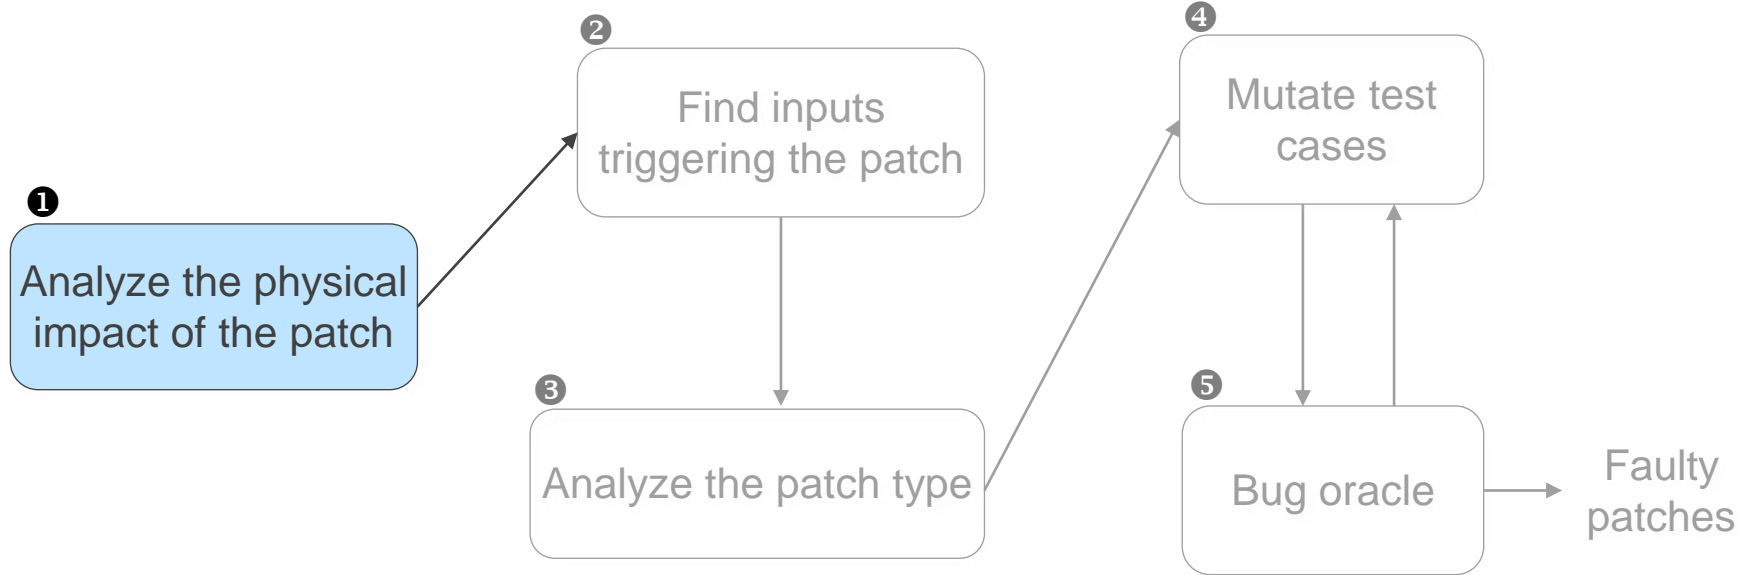 ❶
Analyze the physical
impact of the patch
❷
Find inputs
triggering the patch
❸
Analyze the patch type
❹
Mutate test
cases
❺
Bug oracle
Faulty
patches